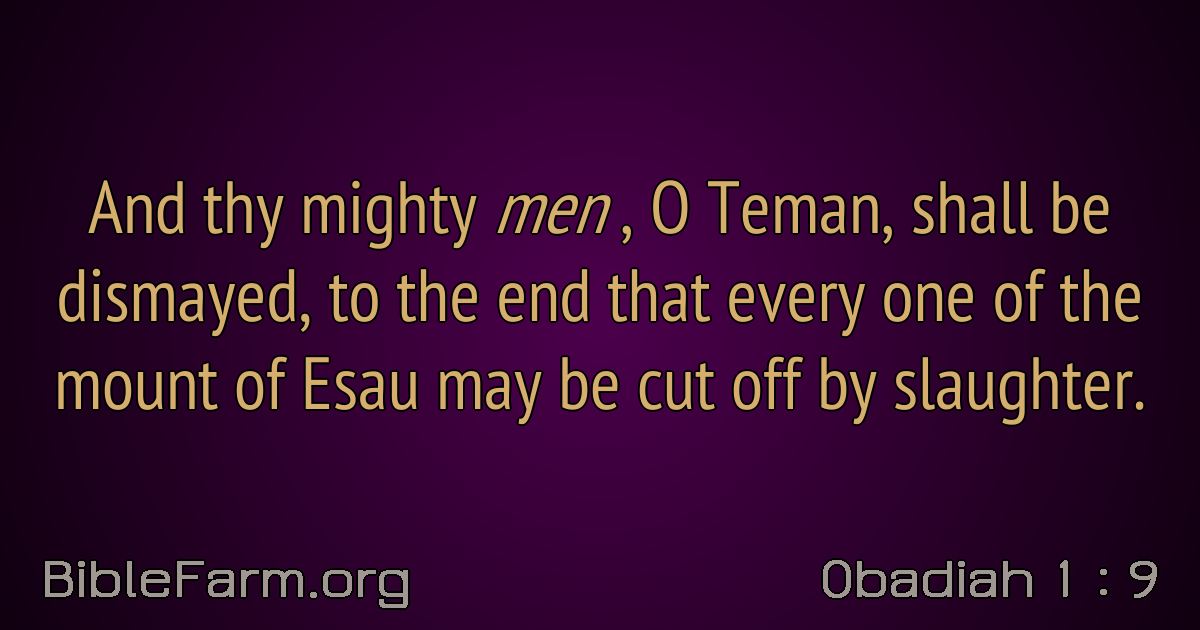 And thy mighty men , O Teman, shall be
dismayed, to the end that every one of the
mount of Esau may be cut off by slaughter.
BibleFarm.org
Obadiah 1 : 9